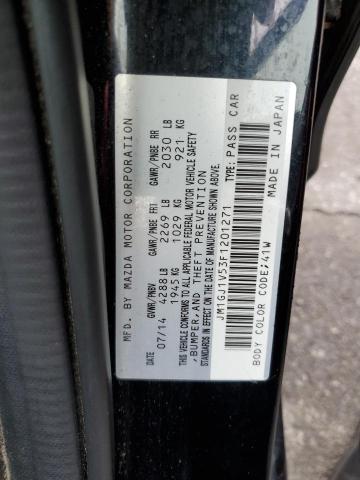 MFD. BY MAZDA MOTOR CORPORATION
GVWR/PNBV GAWR/PNBE FRT GAWR/PNBE RR
07/14 4288 LB 2269 LB 2030 LB
1945 KG 1029 KG 921 KG
THIS VEHICLE CONFORMS TO ALL APPLICABLE FEDERAL MOTOR VEHICLE SAFETY
,BUMPER,AND THEFT PREVENTION
STANDARDS IN EFFECT ON THE DATE OF MANUFACTURE SHOWN ABOVE.
JM1GJ1V53F1201271 TYPE: PASS CAR
BODY COLOR CODE;41W MADE IN JAPAN